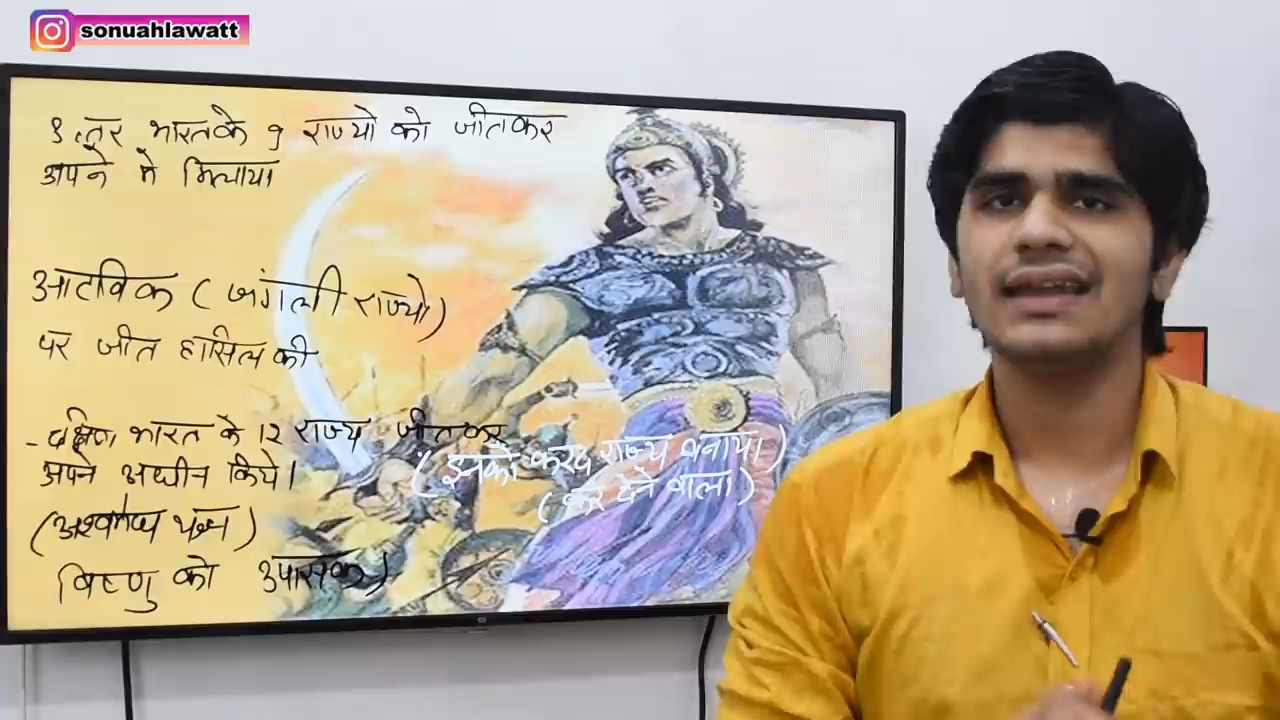 sonuahlawatt
उत्तर भारत के 9 राज्यो को जीतकर
अपने मे मिलाया
आटविक (जंगली राज्यो)
पर जीत हासिल की
- दक्षिण भारत के 12 राज्य जीतकर
अपने अधीन किये।
(इनको करद राज्य बनाया)
(कर देने वाला)
(अश्वमेध यज्ञ)
विष्णु को उपासक)